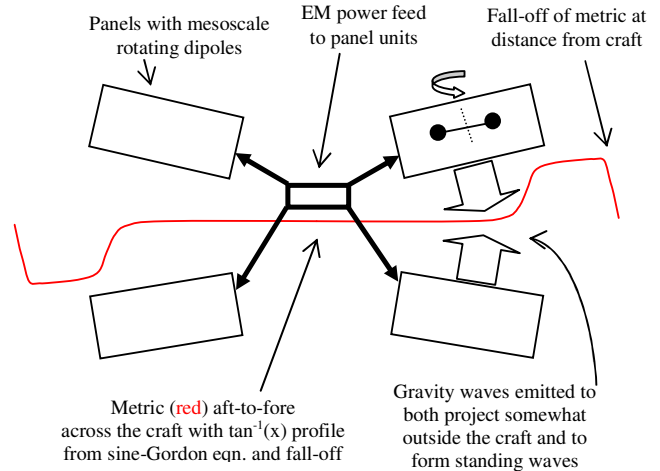 Panels with mesoscale
rotating dipoles
EM power feed
to panel units
Fall-off of metric at
distance from craft
Metric (red) aft-to-fore
across the craft with tan⁻¹(x) profile
from sine-Gordon eqn. and fall-off
Gravity waves emitted to
both project somewhat
outside the craft and to
form standing waves